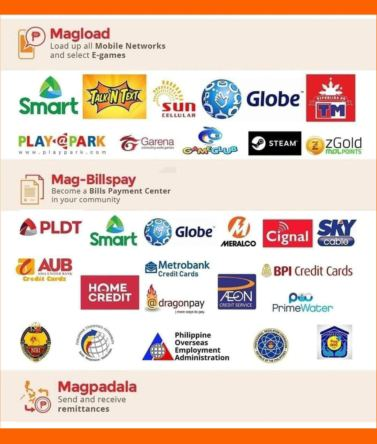 Magload
Load up all Mobile Networks
and select E-games
Smart
TALK N TEXT
SUN
CELLULAR
Globe
REPUBLIKA NG
TM
PLAY@PARK
www.playpark.com
Garena
GAMECLUB
STEAM
zGold
MOLPOINTS
Mag-Billspay
Become a Bills Payment Center
in your community
PLDT
Smart
Globe
MERALCO
Cignal
SKY
cable
AUB
Credit Cards
Metrobank
Credit Cards
BPI Credit Cards
HOME
CREDIT
dragonpay
AEON
CREDIT SERVICE
PrimeWater
NBI
Philippine
Overseas
Employment
Administration
Magpadala
Send and receive
remittances